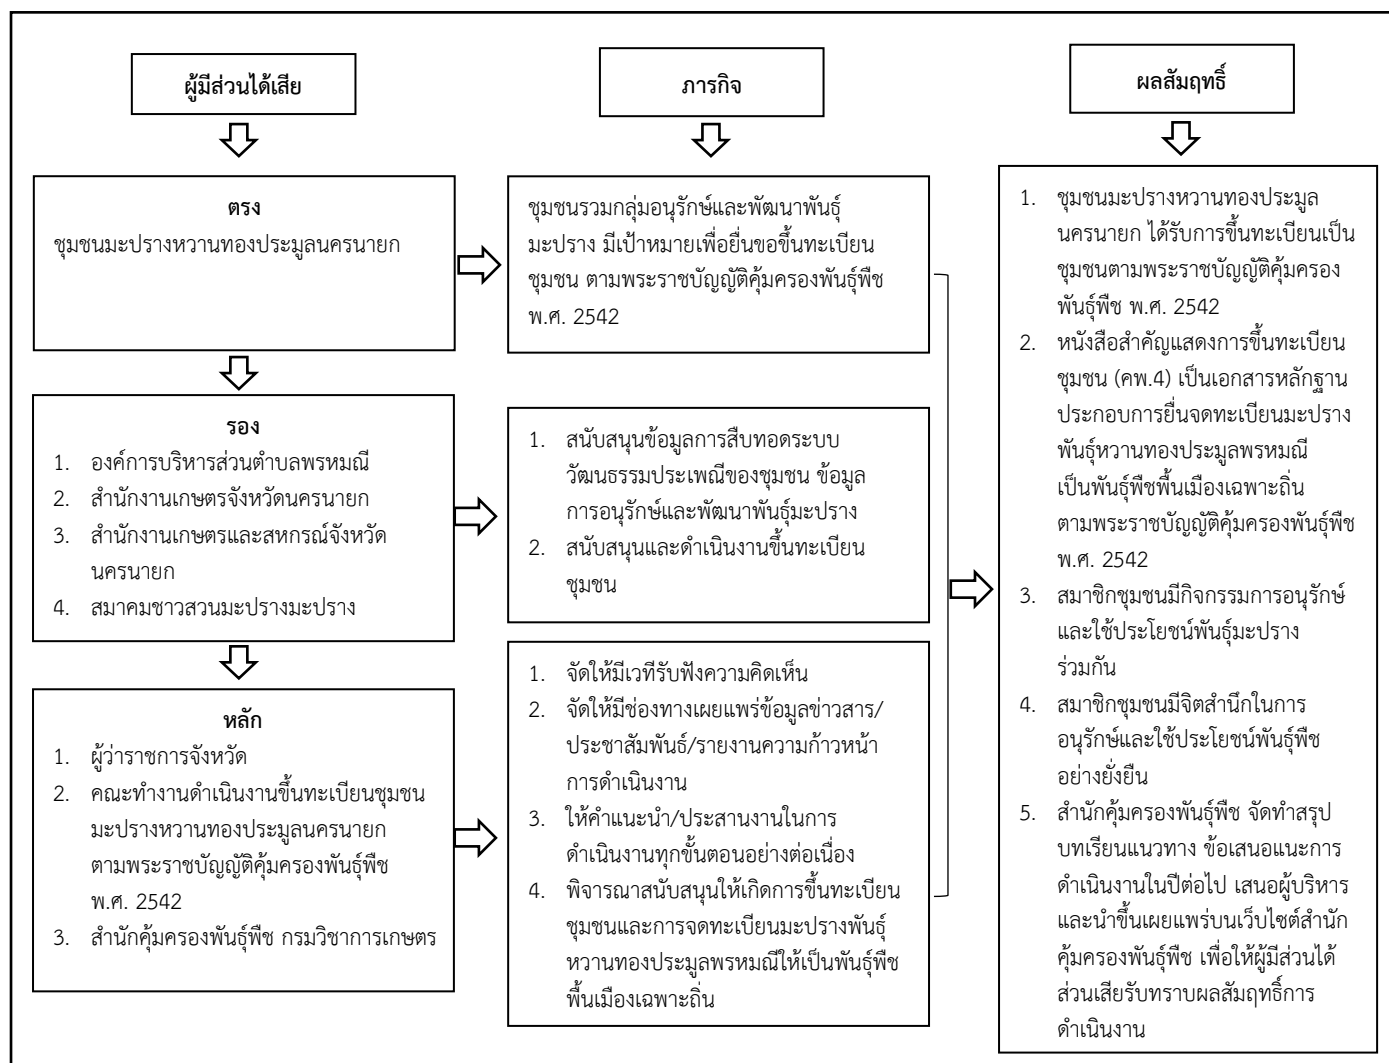 ผู้มีส่วนได้เสีย
ตรง
ชุมชนมะปรางหวานทองประมูลนครนายก
รอง
1. องค์การบริหารส่วนตำบลพรหมณี
2. สำนักงานเกษตรจังหวัดนครนายก
3. สำนักงานเกษตรและสหกรณ์จังหวัด
นครนายก
4. สมาคมชาวสวนมะปรางมะปราง
หลัก
1. ผู้ว่าราชการจังหวัด
2. คณะทำงานดำเนินงานขึ้นทะเบียนชุมชน
มะปรางหวานทองประมูลนครนายก
ตามพระราชบัญญัติคุ้มครองพันธุ์พืช
พ.ศ. 2542
3. สำนักคุ้มครองพันธุ์พืช กรมวิชาการเกษตร
ภารกิจ
ชุมชนรวมกลุ่มอนุรักษ์และพัฒนาพันธุ์
มะปราง มีเป้าหมายเพื่อยื่นขอขึ้นทะเบียน
ชุมชน ตามพระราชบัญญัติคุ้มครองพันธุ์พืช
พ.ศ. 2542
1. สนับสนุนข้อมูลการสืบทอดระบบ
วัฒนธรรมประเพณีของชุมชน ข้อมูล
การอนุรักษ์และพัฒนาพันธุ์มะปราง
2. สนับสนุนและดำเนินงานขึ้นทะเบียน
ชุมชน
1. จัดให้มีเวทีรับฟังความคิดเห็น
2. จัดให้มีช่องทางเผยแพร่ข้อมูลข่าวสาร/
ประชาสัมพันธ์/รายงานความก้าวหน้า
การดำเนินงาน
3. ให้คำแนะนำ/ประสานงานในการ
ดำเนินงานทุกขั้นตอนอย่างต่อเนื่อง
4. พิจารณาสนับสนุนให้เกิดการขึ้นทะเบียน
ชุมชนและการจดทะเบียนมะปรางพันธุ์
หวานทองประมูลพรหมณีให้เป็นพันธุ์พืช
พื้นเมืองเฉพาะถิ่น
ผลสัมฤทธิ์
1. ชุมชนมะปรางหวานทองประมูล
นครนายก ได้รับการขึ้นทะเบียนเป็น
ชุมชนตามพระราชบัญญัติคุ้มครอง
พันธุ์พืช พ.ศ. 2542
2. หนังสือสำคัญแสดงการขึ้นทะเบียน
ชุมชน (คพ.4) เป็นเอกสารหลักฐาน
ประกอบการยื่นจดทะเบียนมะปราง
พันธุ์หวานทองประมูลพรหมณี
เป็นพันธุ์พืชพื้นเมืองเฉพาะถิ่น
ตามพระราชบัญญัติคุ้มครองพันธุ์พืช
พ.ศ. 2542
3. สมาชิกชุมชนมีกิจกรรมการอนุรักษ์
และใช้ประโยชน์พันธุ์มะปราง
ร่วมกัน
4. สมาชิกชุมชนมีจิตสำนึกในการ
อนุรักษ์และใช้ประโยชน์พันธุ์พืช
อย่างยั่งยืน
5. สำนักคุ้มครองพันธุ์พืช จัดทำสรุป
บทเรียนแนวทาง ข้อเสนอแนะการ
ดำเนินงานในปีต่อไป เสนอผู้บริหาร
และนำขึ้นเผยแพร่บนเว็บไซต์สำนัก
คุ้มครองพันธุ์พืช เพื่อให้ผู้มีส่วนได้
ส่วนเสียรับทราบผลสัมฤทธิ์การ
ดำเนินงาน